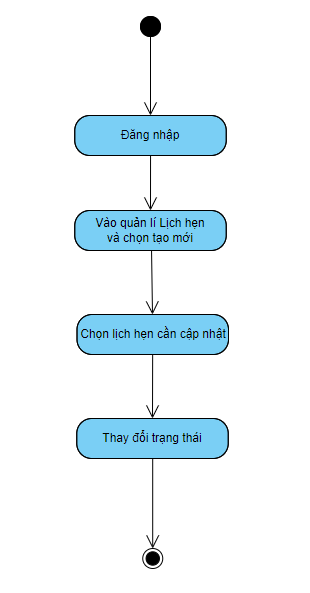 Đăng nhập
Vào quản lí Lịch hẹn
và chọn tạo mới
Chọn lịch hẹn cần cập nhật
Thay đổi trạng thái